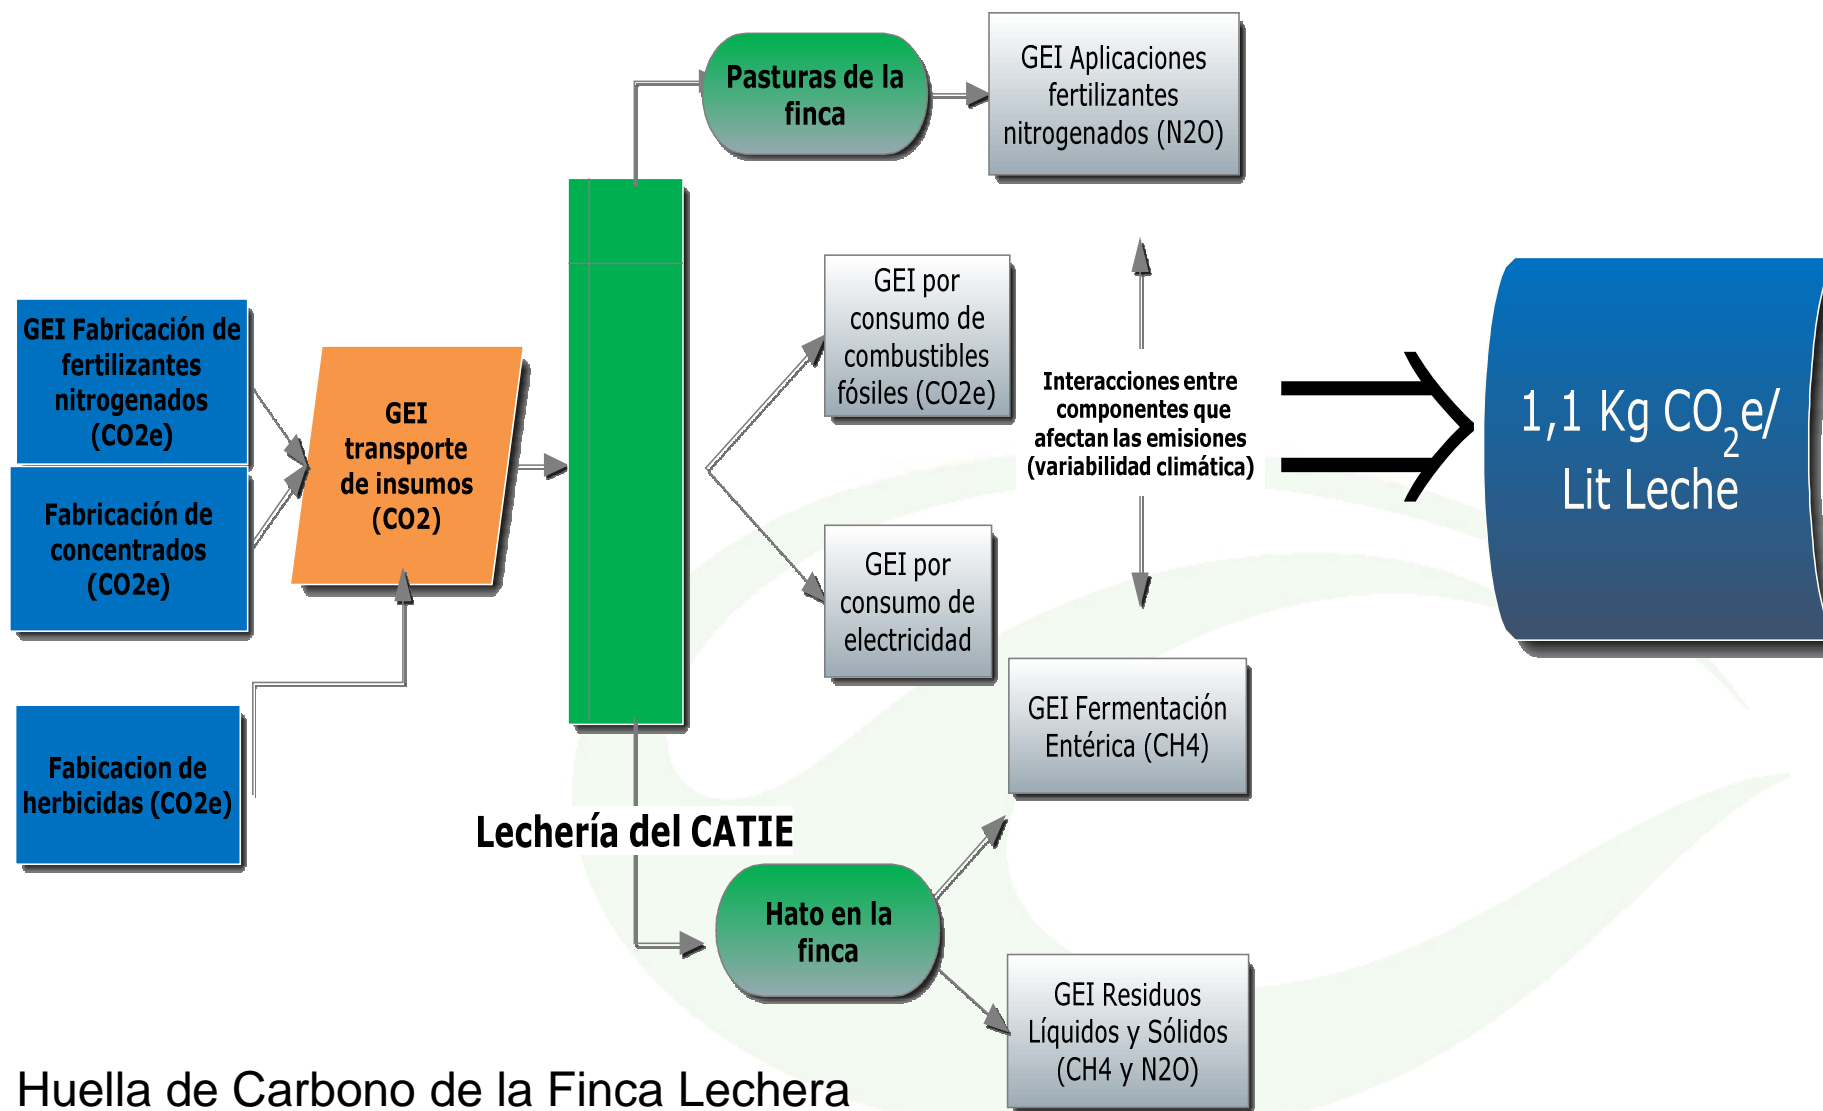 Pasturas de la
finca
GEI Aplicaciones
fertilizantes
nitrogenados (N2O)
GEI Fabricación de
fertilizantes
nitrogenados
(CO2e)
Fabricación de
concentrados
(CO2e)
Fabicacion de
herbicidas (CO2e)
GEI
transporte
de insumos
(CO2)
GEI por
consumo de
combustibles
fósiles (CO2e)
GEI por
consumo de
electricidad
Interacciones entre
componentes que
afectan las emisiones
(variabilidad climática)
1,1 Kg CO₂e/
Lit Leche
GEI Fermentación
Entérica (CH4)
Lechería del CATIE
Hato en la
finca
GEI Residuos
Líquidos y Sólidos
(CH4 y N2O)
Huella de Carbono de la Finca Lechera